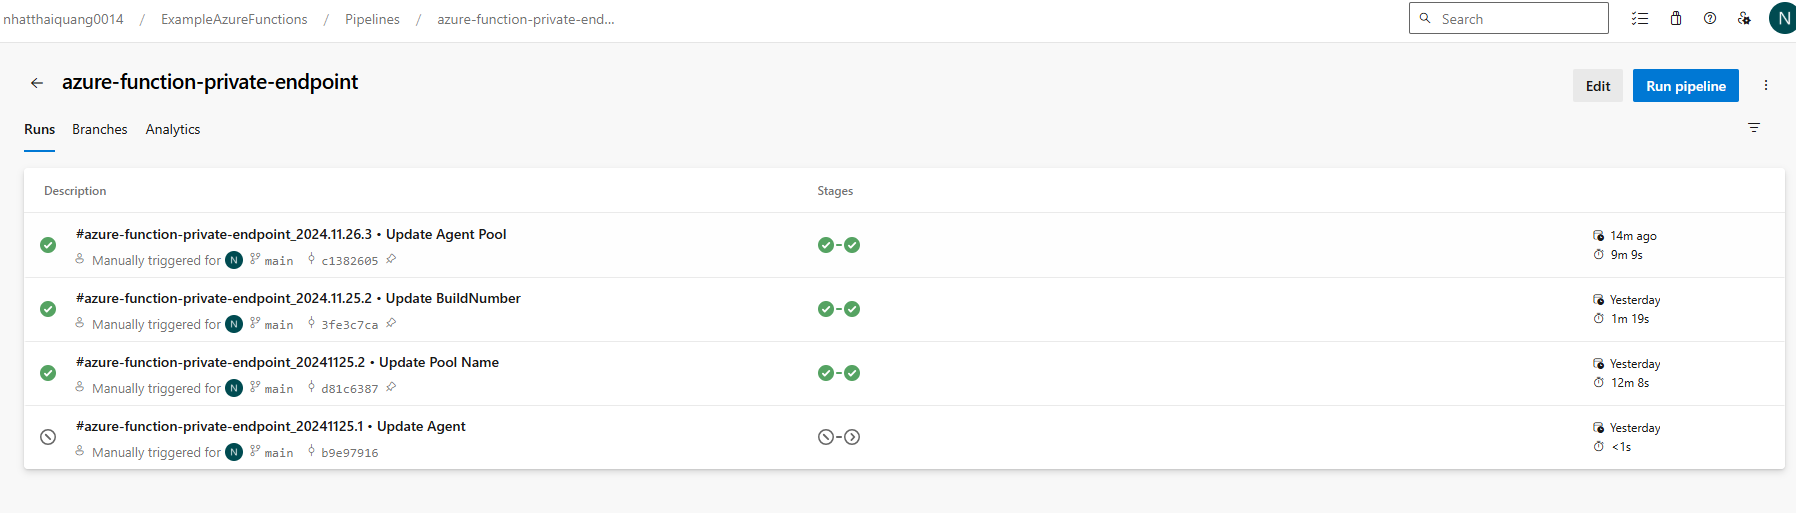 nhatthaiquang0014 / ExampleAzureFunctions / Pipelines / azure-function-private-end... Search N
azure-function-private-endpoint Edit Run pipeline
Runs Branches Analytics
Description Stages
#azure-function-private-endpoint_2024.11.26.3 • Update Agent Pool 14m ago
Manually triggered for N main c1382605 9m 9s
#azure-function-private-endpoint_2024.11.25.2 • Update BuildNumber Yesterday
Manually triggered for N main 3fe3c7ca 1m 19s
#azure-function-private-endpoint_20241125.2 • Update Pool Name Yesterday
Manually triggered for N main d81c6387 12m 8s
#azure-function-private-endpoint_20241125.1 • Update Agent Yesterday
Manually triggered for N main b9e97916 <1s